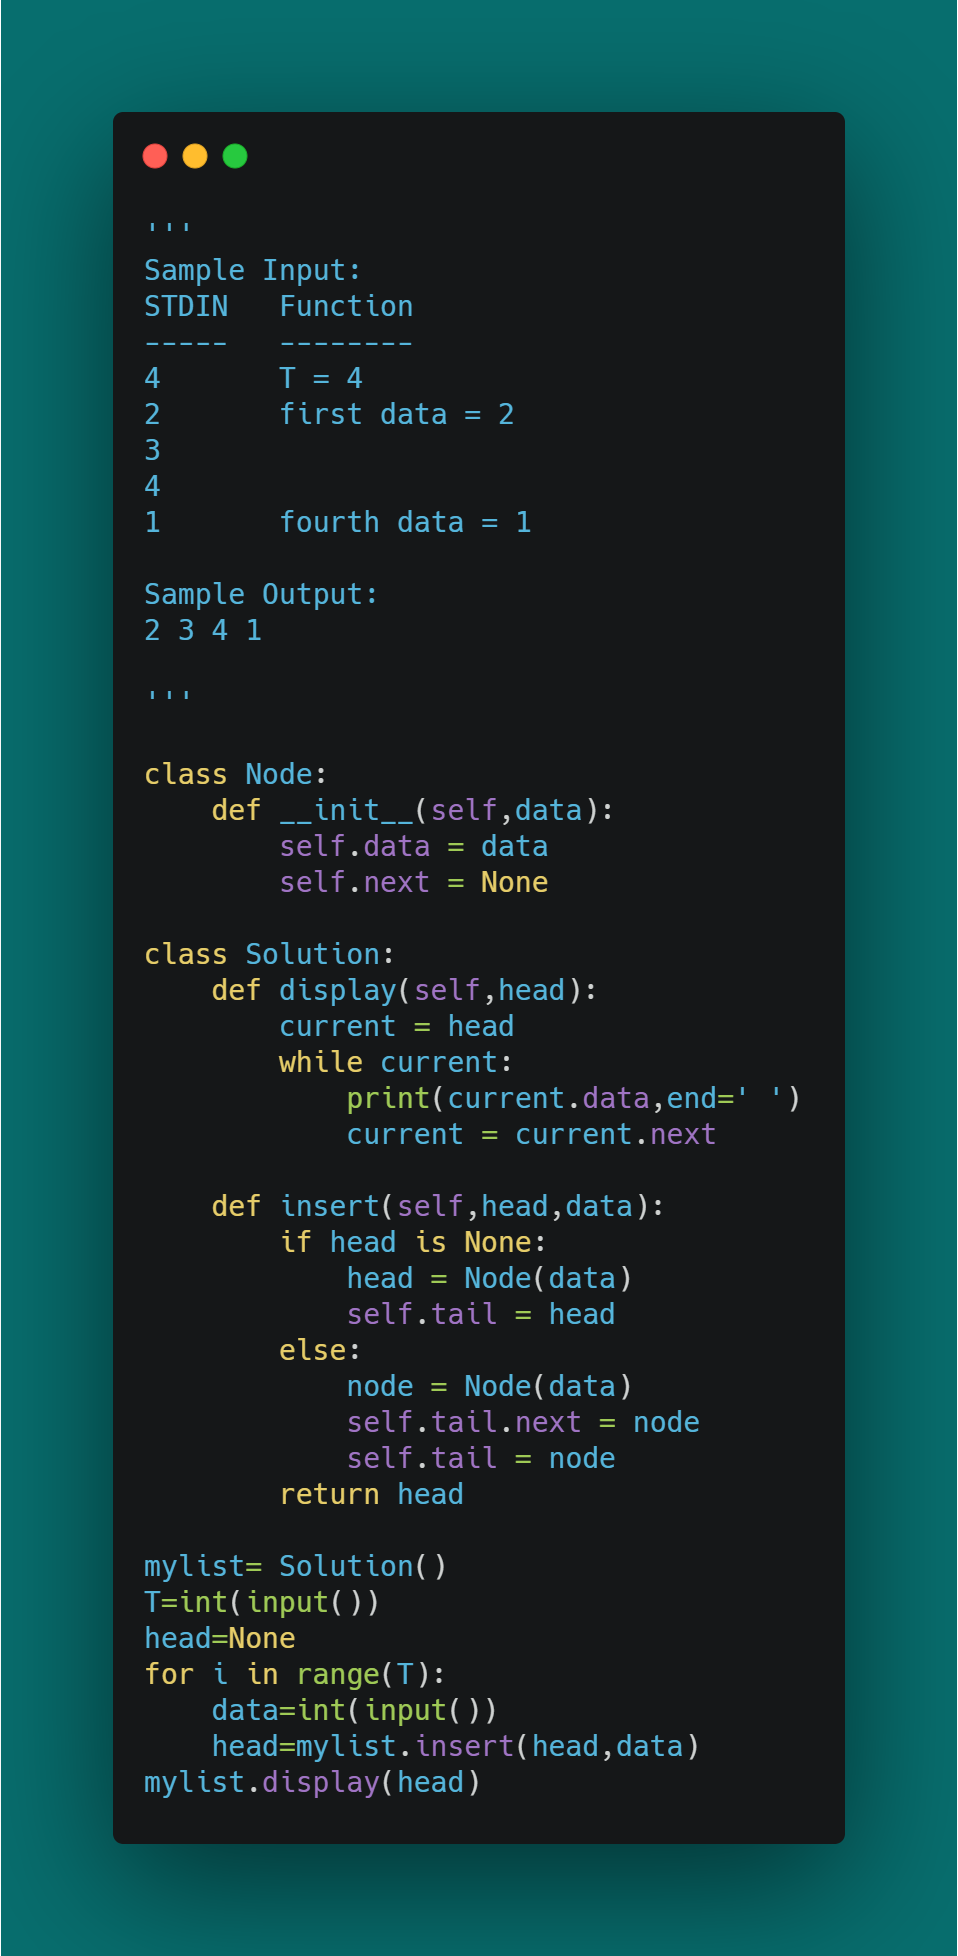 '''
Sample Input:
STDIN   Function
-----   --------
4       T = 4
2       first data = 2
3
4
1       fourth data = 1

Sample Output:
2 3 4 1

'''

class Node:
    def __init__(self,data):
        self.data = data
        self.next = None

class Solution:
    def display(self,head):
        current = head
        while current:
            print(current.data,end=' ')
            current = current.next

    def insert(self,head,data):
        if head is None:
            head = Node(data)
            self.tail = head
        else:
            node = Node(data)
            self.tail.next = node
            self.tail = node
        return head

mylist= Solution()
T=int(input())
head=None
for i in range(T):
    data=int(input())
    head=mylist.insert(head,data)
mylist.display(head)